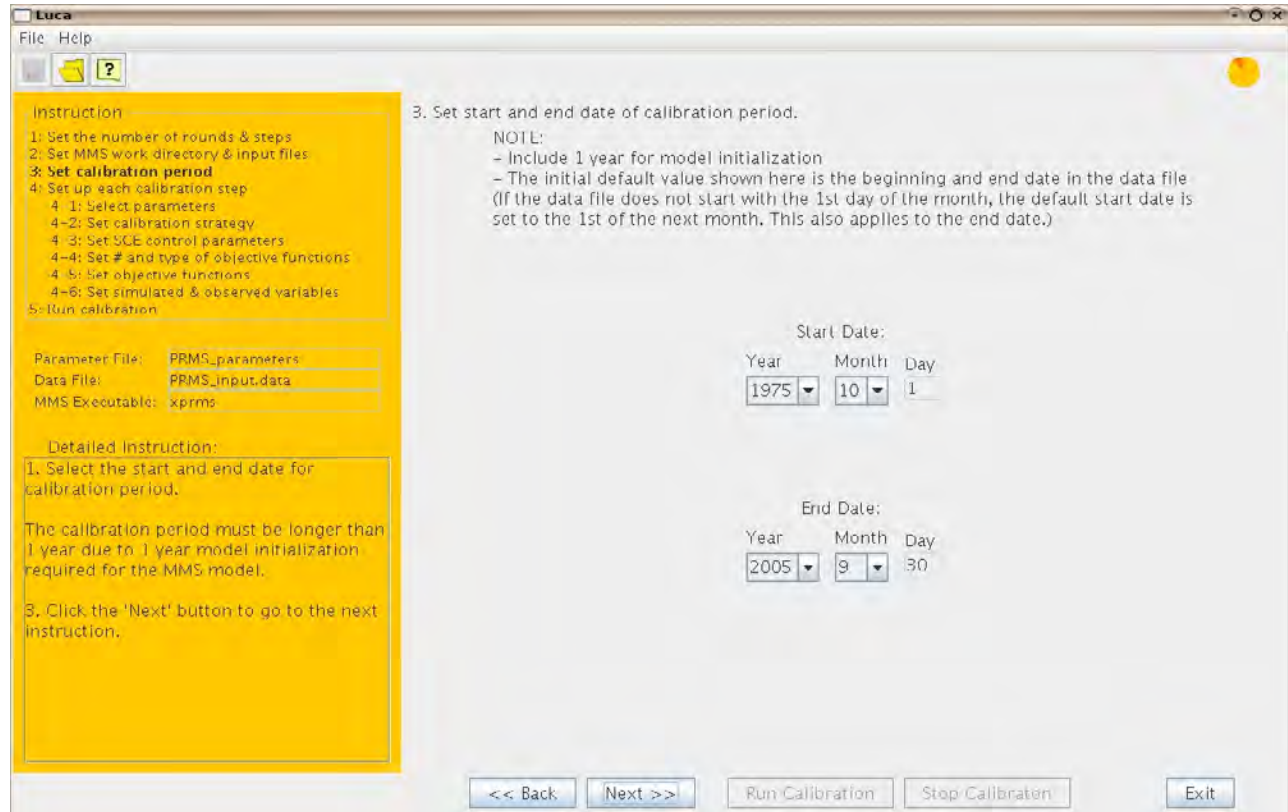 Luca
File Help
?
Instruction
1: Set the number of rounds & steps
2: Set MMS work directory & input files
3: Set calibration period
4: Set up each calibration step
4-1: Select parameters
4-2: Set calibration strategy
4-3: Set SCE control parameters
4-4: Set # and type of objective functions
4-5: Set objective functions
4-6: Set simulated & observed variables
5: Run calibration
Parameter File: PRMS_parameters
Data File: PRMS_input.data
MMS Executable: xprms
Detailed Instruction:
1. Select the start and end date for
calibration period.
The calibration period must be longer than
1 year due to 1 year model initialization
required for the MMS model.
3. Click the 'Next' button to go to the next
instruction.
3. Set start and end date of calibration period.
NOTE:
- Include 1 year for model initialization
- The initial default value shown here is the beginning and end date in the data file
(If the data file does not start with the 1st day of the month, the default start date is
set to the 1st of the next month. This also applies to the end date.)
Start Date:
Year Month Day
1975 10 1
End Date:
Year Month Day
2005 9 30
<< Back Next >> Run Calibration Stop Calibraton Exit